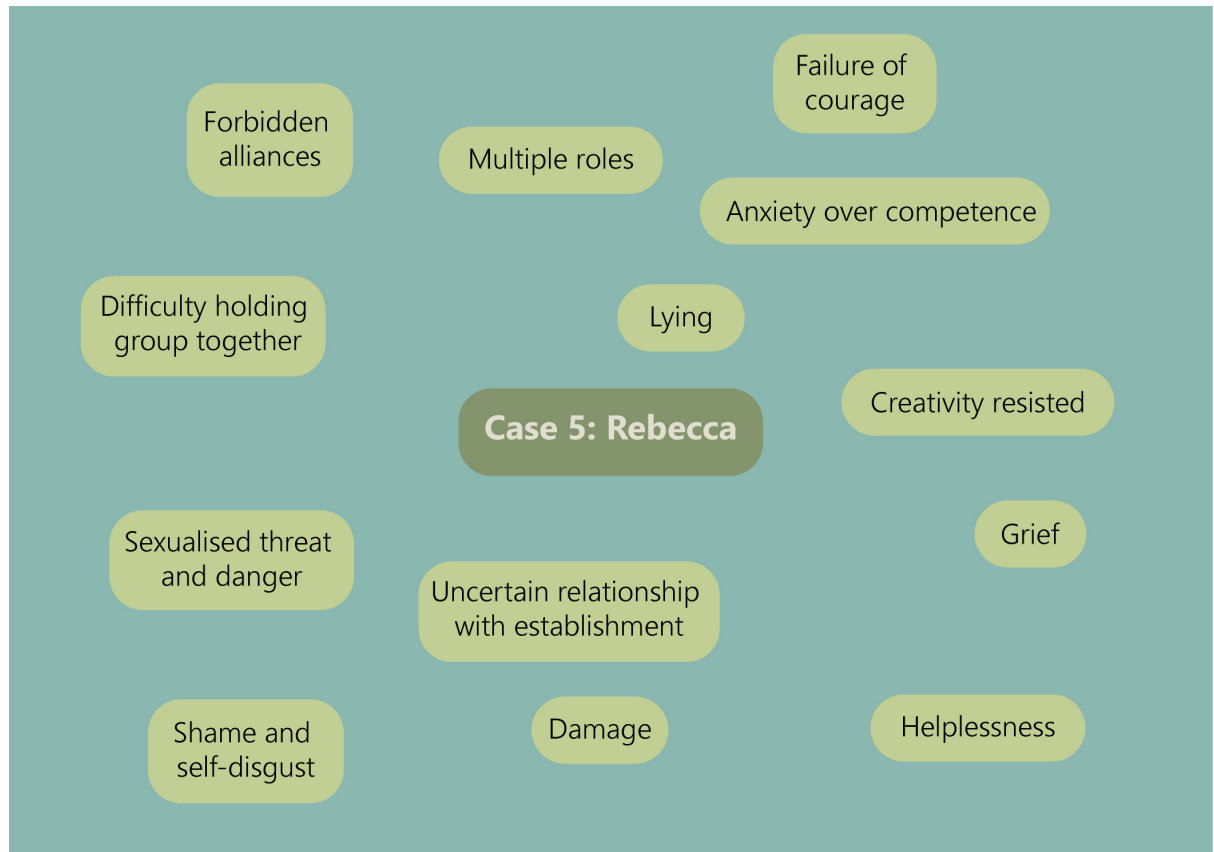 Failure of
courage
Forbidden
alliances
Multiple roles
Anxiety over competence
Difficulty holding
group together
Lying
Creativity resisted
Case 5: Rebecca
Sexualised threat
and danger
Grief
Uncertain relationship
with establishment
Shame and
self-disgust
Damage
Helplessness